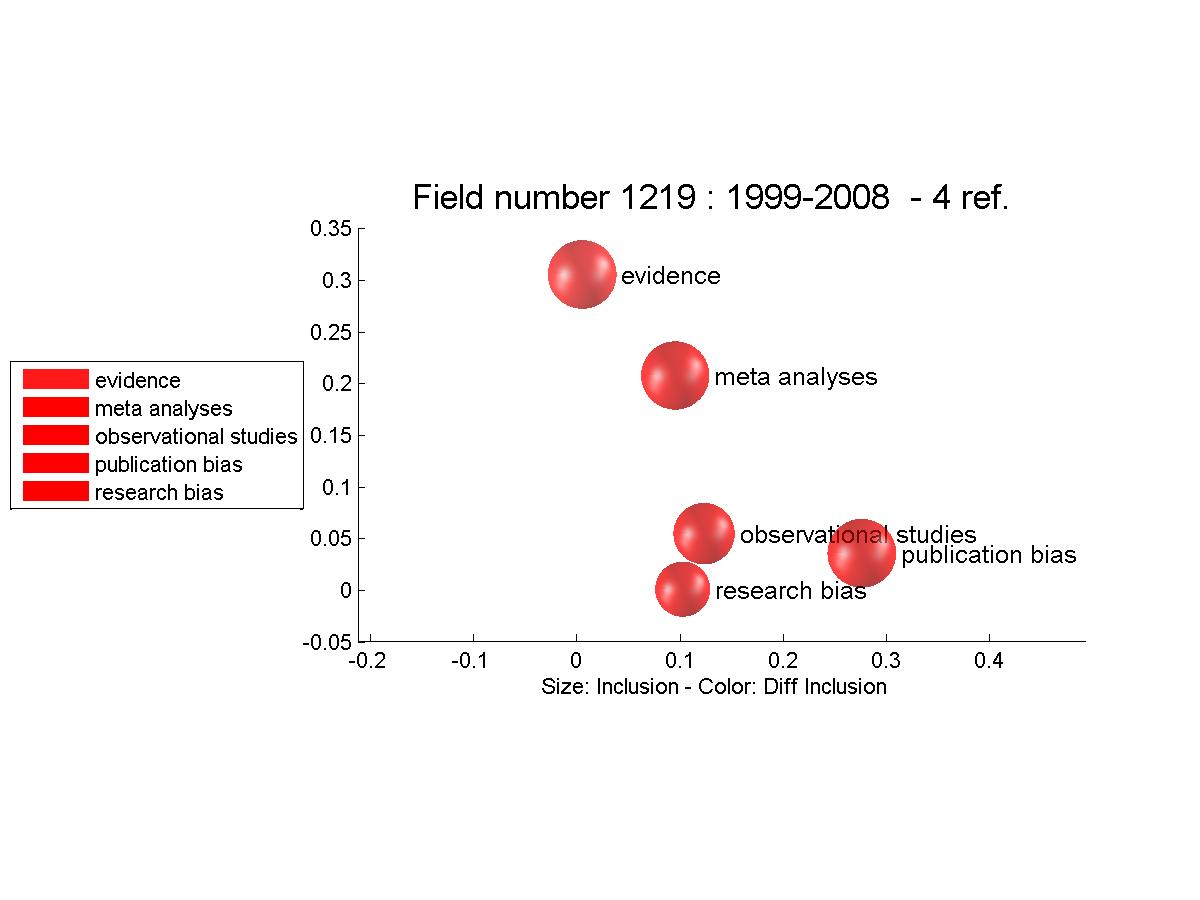 Field number 1219 : 1999-2008  - 4 ref.
0.35
0.3
0.25
0.2
0.15
0.1
0.05
0
-0.05
-0.2
-0.1
0
0.1
0.2
0.3
0.4
Size: Inclusion - Color: Diff Inclusion
evidence
meta analyses
observational studies
publication bias
research bias
evidence
meta analyses
observational studies
publication bias
research bias